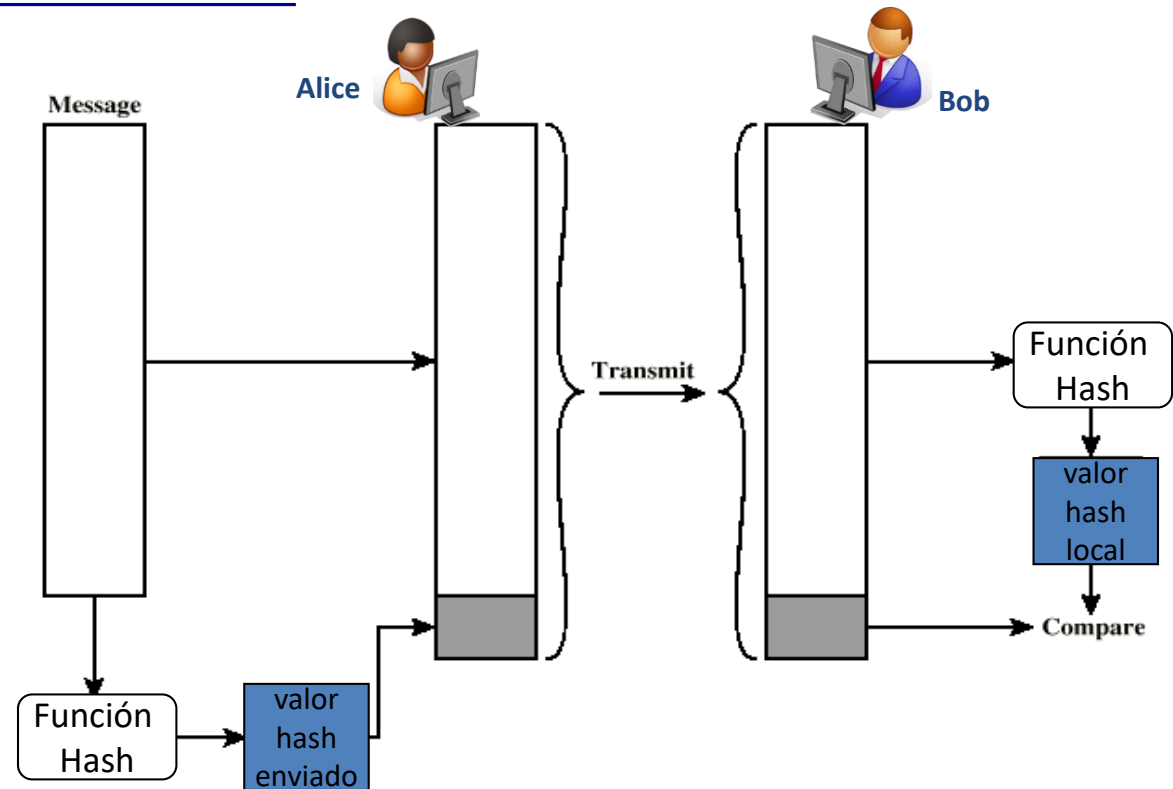 Alice
Bob
Message
Transmit
Función
Hash
valor
hash
local
Compare
Función
Hash
valor
hash
enviado